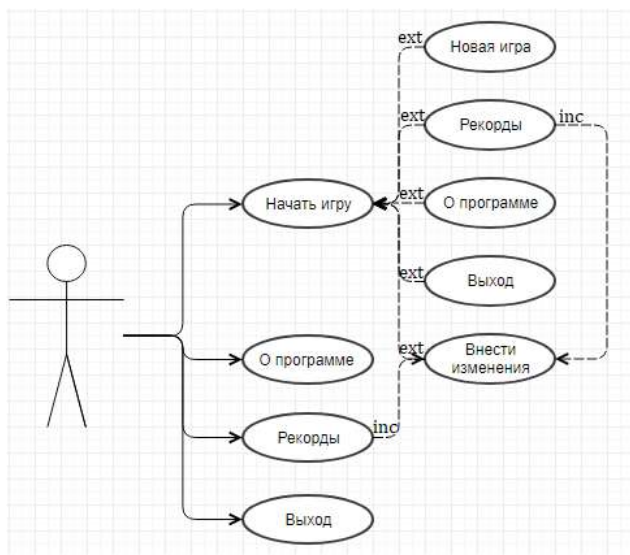 ext
Новая игра
ext
Рекорды
inc
Начать игру
ext
О программе
ext
Выход
О программе
ext
Внести
изменения
Рекорды
inc
Выход